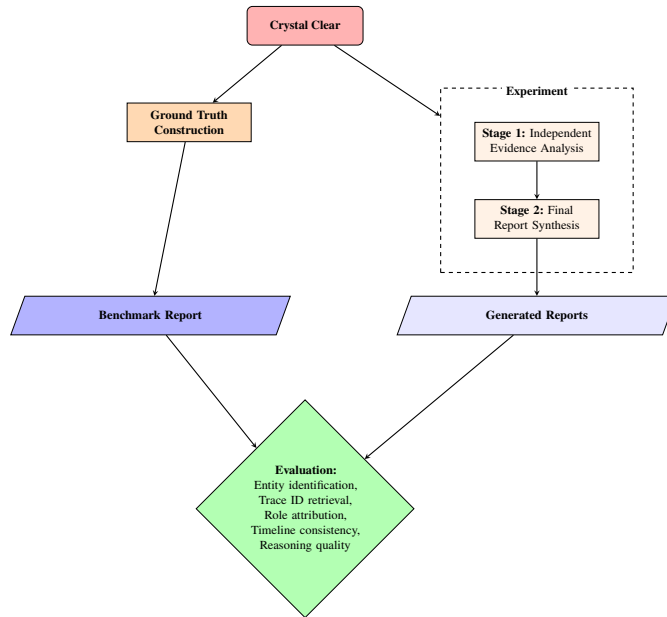 Crystal Clear
Ground Truth
Construction
Experiment
Stage 1: Independent
Evidence Analysis
Stage 2: Final
Report Synthesis
Benchmark Report
Generated Reports
Evaluation:
Entity identification,
Trace ID retrieval,
Role attribution,
Timeline consistency,
Reasoning quality